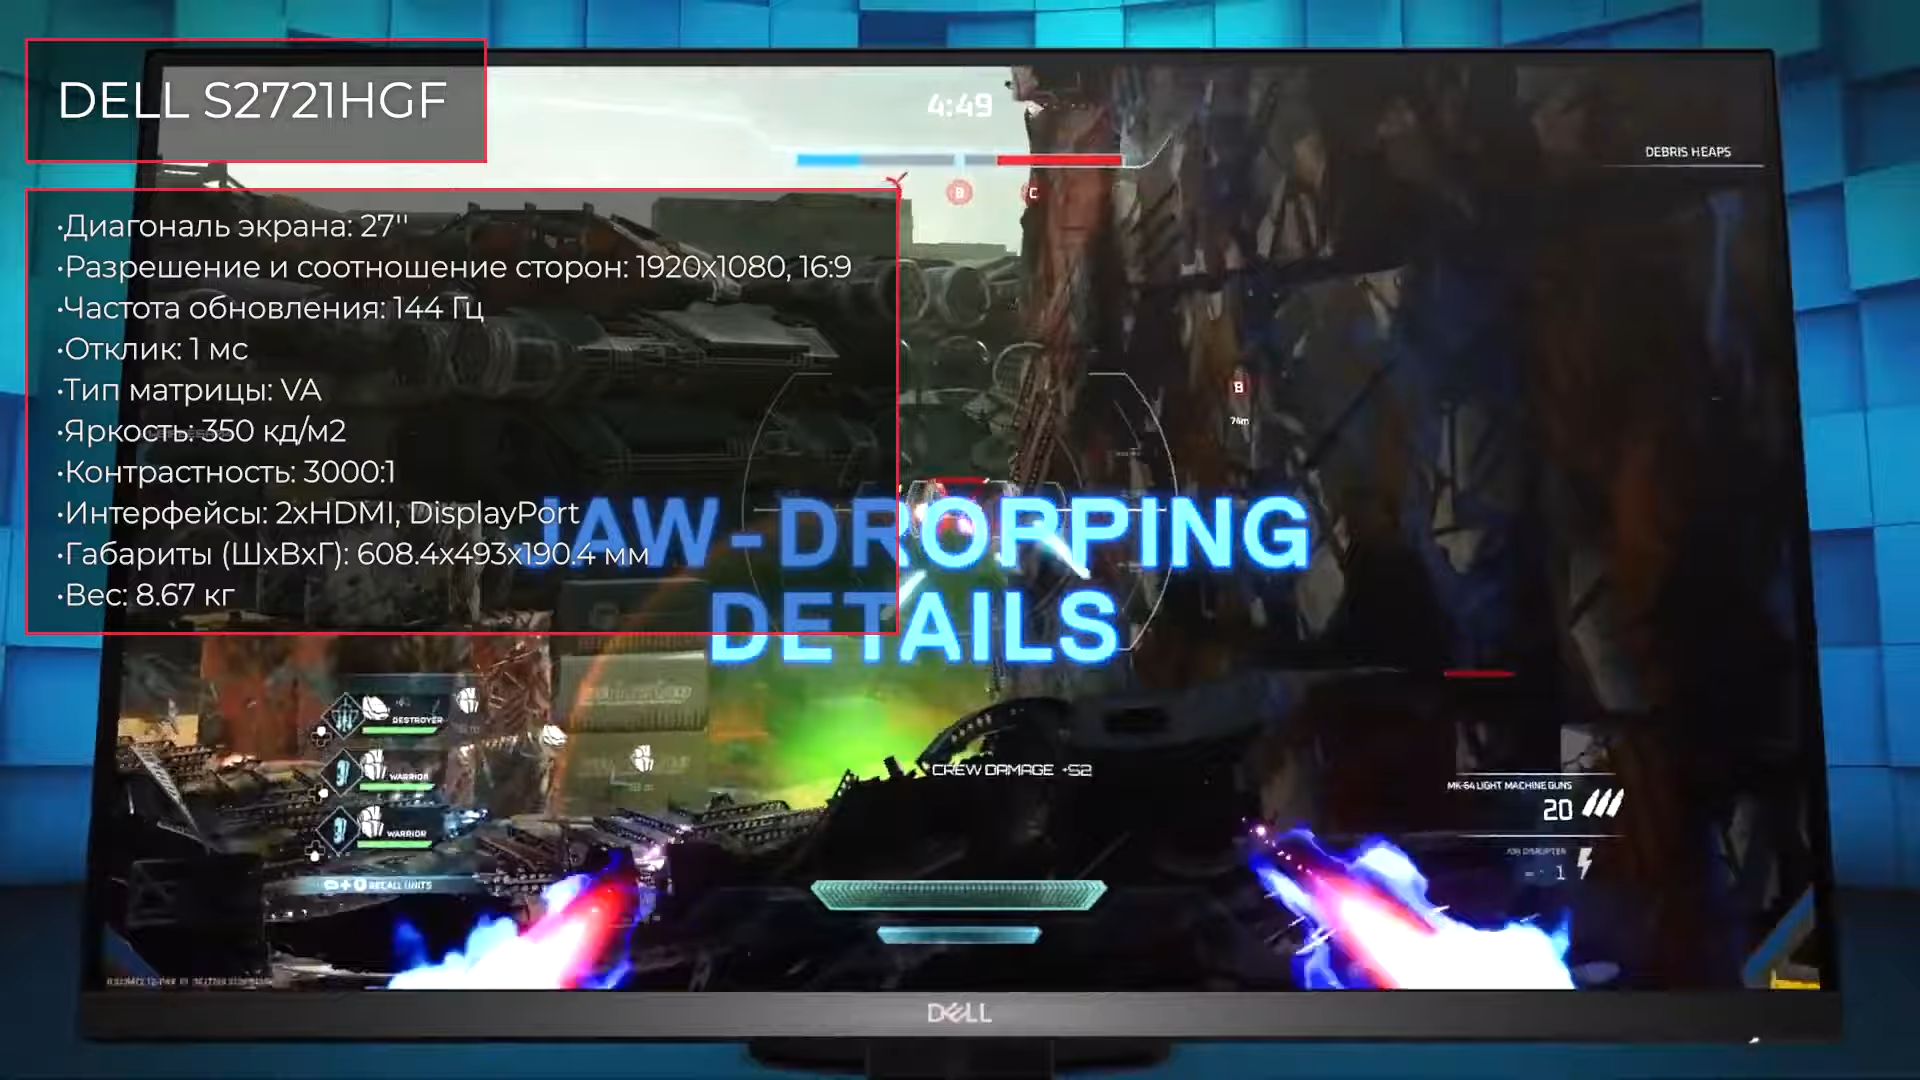 DELL S2721HGF
•Диагональ экрана: 27''
•Разрешение и соотношение сторон: 1920x1080, 16:9
•Частота обновления: 144 Гц
•Отклик: 1 мс
•Тип матрицы: VA
•Яркость: 350 кд/м2
•Контрастность: 3000:1
•Интерфейсы: 2xHDMI, DisplayPort
•Габариты (ШхВхГ): 608.4x493x190.4 мм
•Вес: 8.67 кг
4:49
DEBRIS HEAPS
B
C
B
74m
JAW-DROPPING
DETAILS
DESTROYER
WARRIOR
WARRIOR
RECALL UNITS
CREW DAMAGE +52
MK-64 LIGHT MACHINE GUNS
20
1
DELL